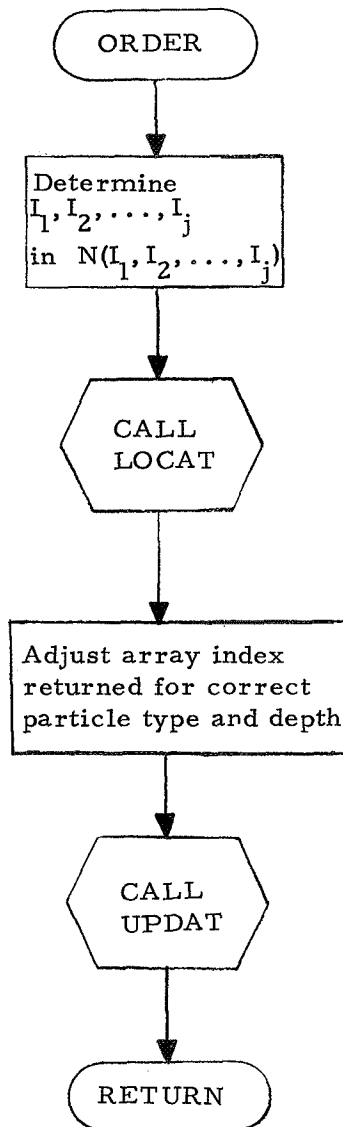 ORDER
Determine
I₁, I₂, . . . , Iⱼ
in N(I₁, I₂, . . . , Iⱼ)
CALL
LOCAT
Adjust array index
returned for correct
particle type and depth
CALL
UPDAT
RETURN